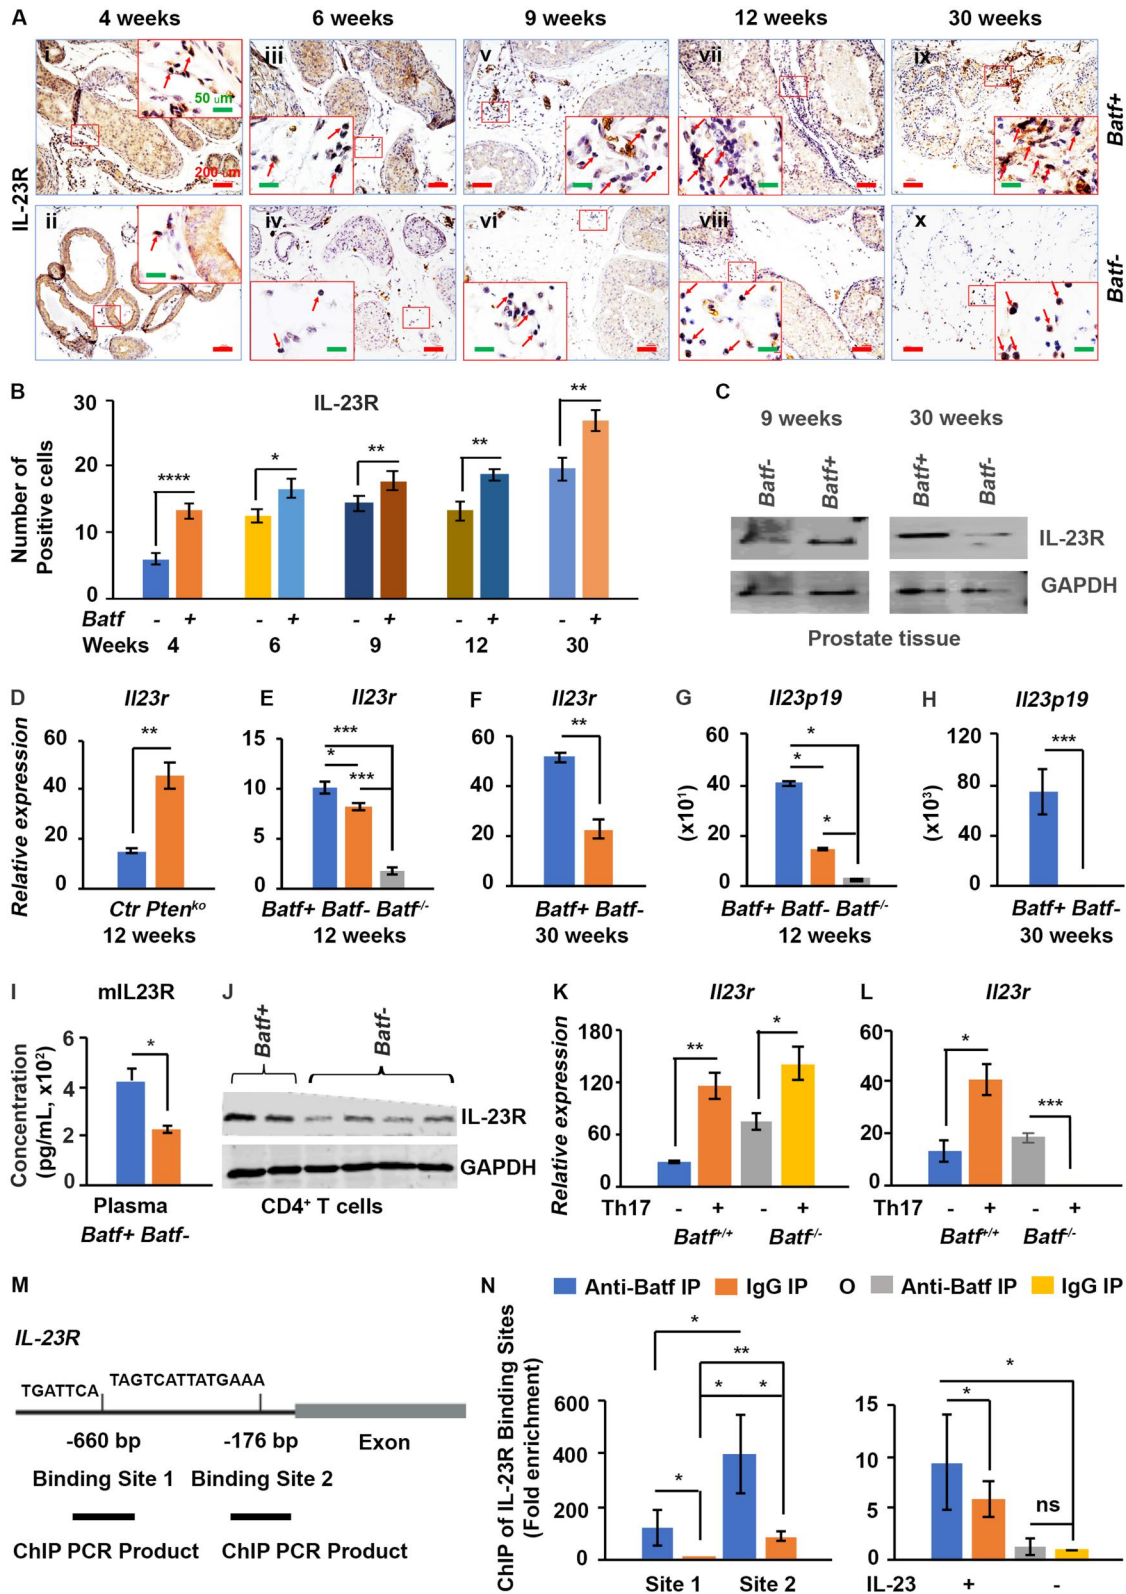 A 4 weeks 6 weeks 9 weeks 12 weeks 30 weeks
IL-23R
i iii v vii ix
50 um
200 um
Batf+
ii iv vi viii x
Batf-
B IL-23R
Number of
Positive cells
30
20
10
0
**** * ** ** **
Batf - + - + - + - + - +
Weeks 4 6 9 12 30
C
9 weeks 30 weeks
Batf- Batf+ Batf+ Batf-
IL-23R
GAPDH
Prostate tissue
D Il23r
Relative expression
60
40
20
0
**
Ctr Ptenko
12 weeks
E Il23r
15
10
5
0
***
*
***
Batf+ Batf- Batf-/-
12 weeks
F Il23r
60
40
20
0
**
Batf+ Batf-
30 weeks
G Il23p19
(x10¹)
60
40
20
0
*
*
*
Batf+ Batf- Batf-/-
12 weeks
H Il23p19
(x10³)
120
80
40
0
***
Batf+ Batf-
30 weeks
I mIL23R
Concentration
(pg/mL, x10²)
6
4
2
0
*
Plasma
Batf+ Batf-
J
Batf+ Batf-
IL-23R
GAPDH
CD4⁺ T cells
K Il23r
Relative expression
180
120
60
0
** *
Th17 - + - +
Batf+/+ Batf-/-
L Il23r
60
40
20
0
* ***
Th17 - + - +
Batf+/+ Batf-/-
M
IL-23R
TGATTCA TAGTCATTATGAAA
-660 bp -176 bp Exon
Binding Site 1 Binding Site 2
ChIP PCR Product ChIP PCR Product
N Anti-Batf IP IgG IP
ChIP of IL-23R Binding Sites
(Fold enrichment)
600
400
200
0
*
**
* *
*
Site 1 Site 2
O Anti-Batf IP IgG IP
15
10
5
0
*
*
ns
IL-23 + -